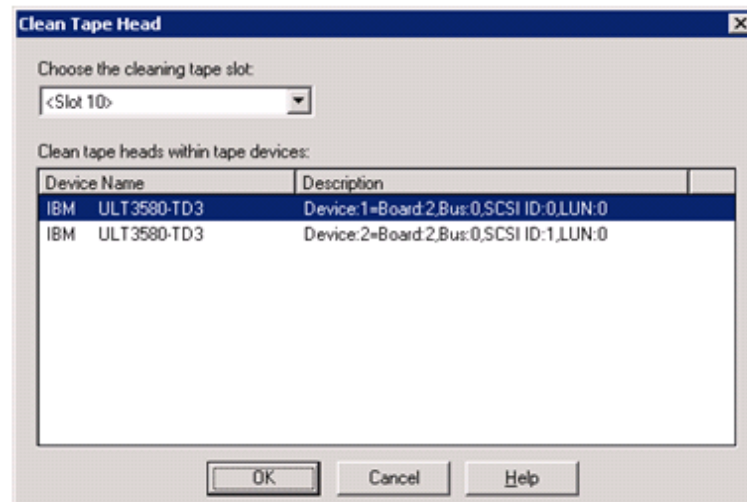 Clean Tape Head
Choose the cleaning tape slot:
<Slot 10>
Clean tape heads within tape devices:
Device Name Description
IBM ULT3580-TD3 Device:1=Board:2,Bus:0,SCSI ID:0,LUN:0
IBM ULT3580-TD3 Device:2=Board:2,Bus:0,SCSI ID:1,LUN:0
OK Cancel Help